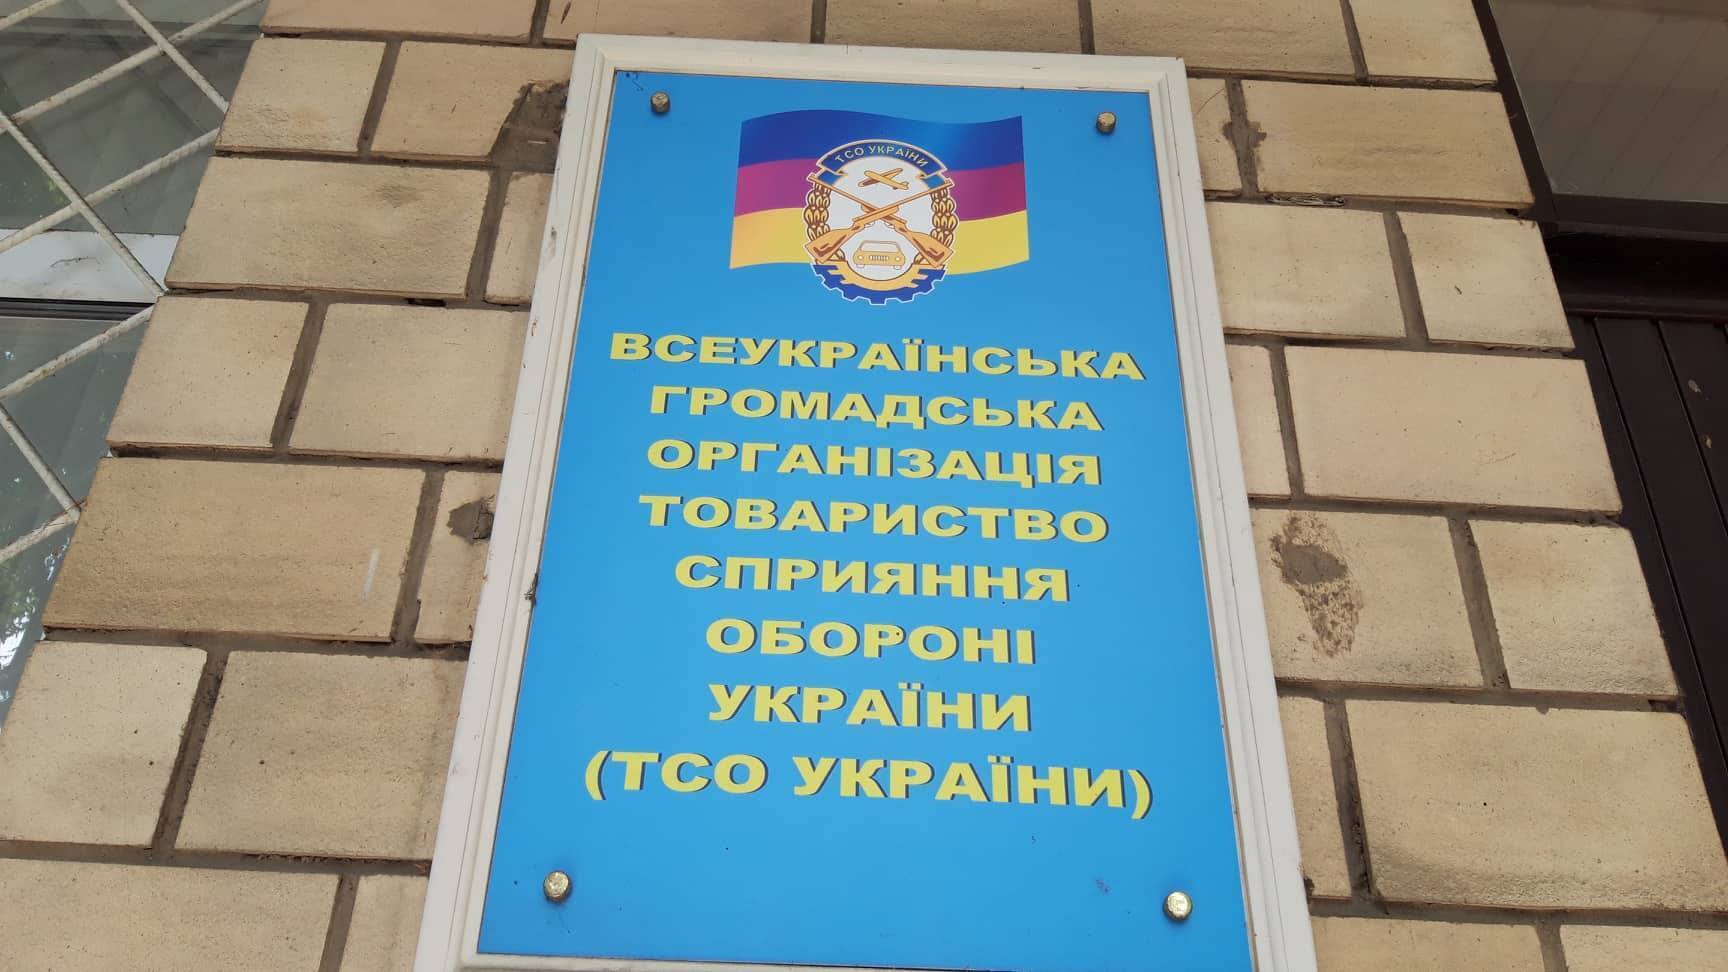 ТСО УКРАЇНИ
ВСЕУКРАЇНСЬКА
ГРОМАДСЬКА
ОРГАНІЗАЦІЯ
ТОВАРИСТВО
СПРИЯННЯ
ОБОРОНІ
УКРАЇНИ
(ТСО УКРАЇНИ)